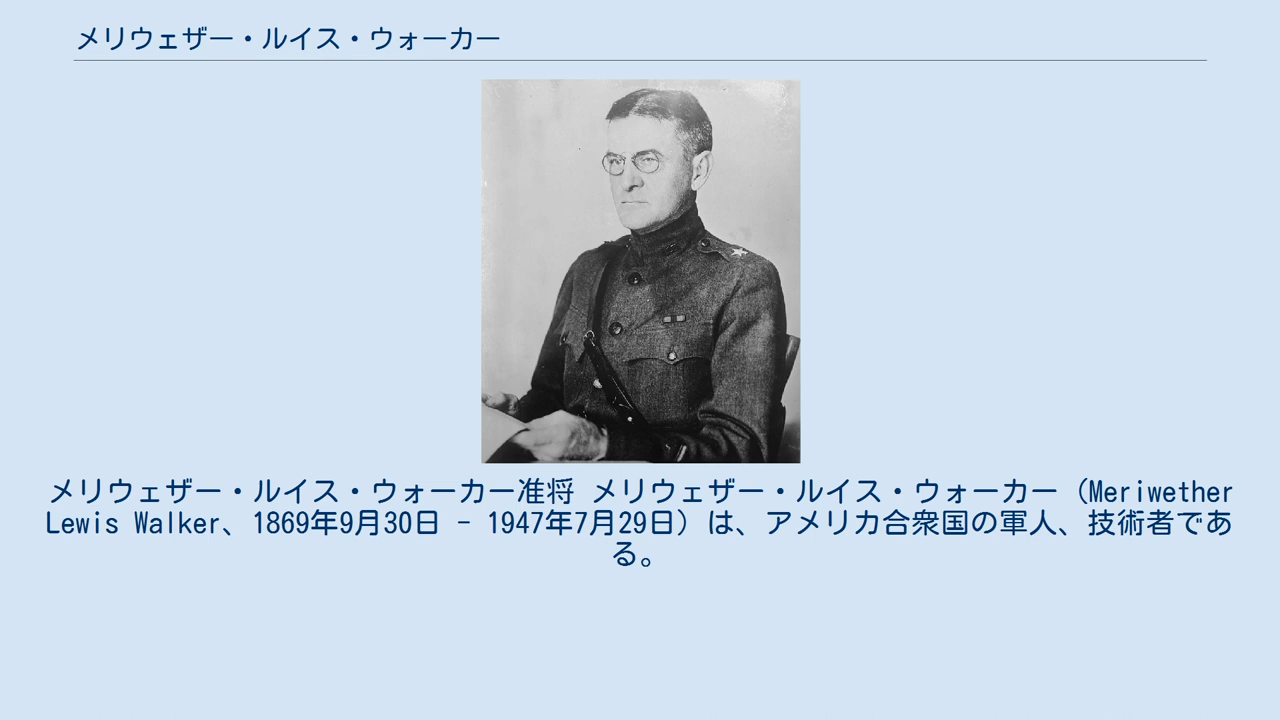 メリウェザー・ルイス・ウォーカー
メリウェザー・ルイス・ウォーカー准将 メリウェザー・ルイス・ウォーカー（Meriwether
Lewis Walker、1869年9月30日 - 1947年7月29日）は、アメリカ合衆国の軍人、技術者であ
る。